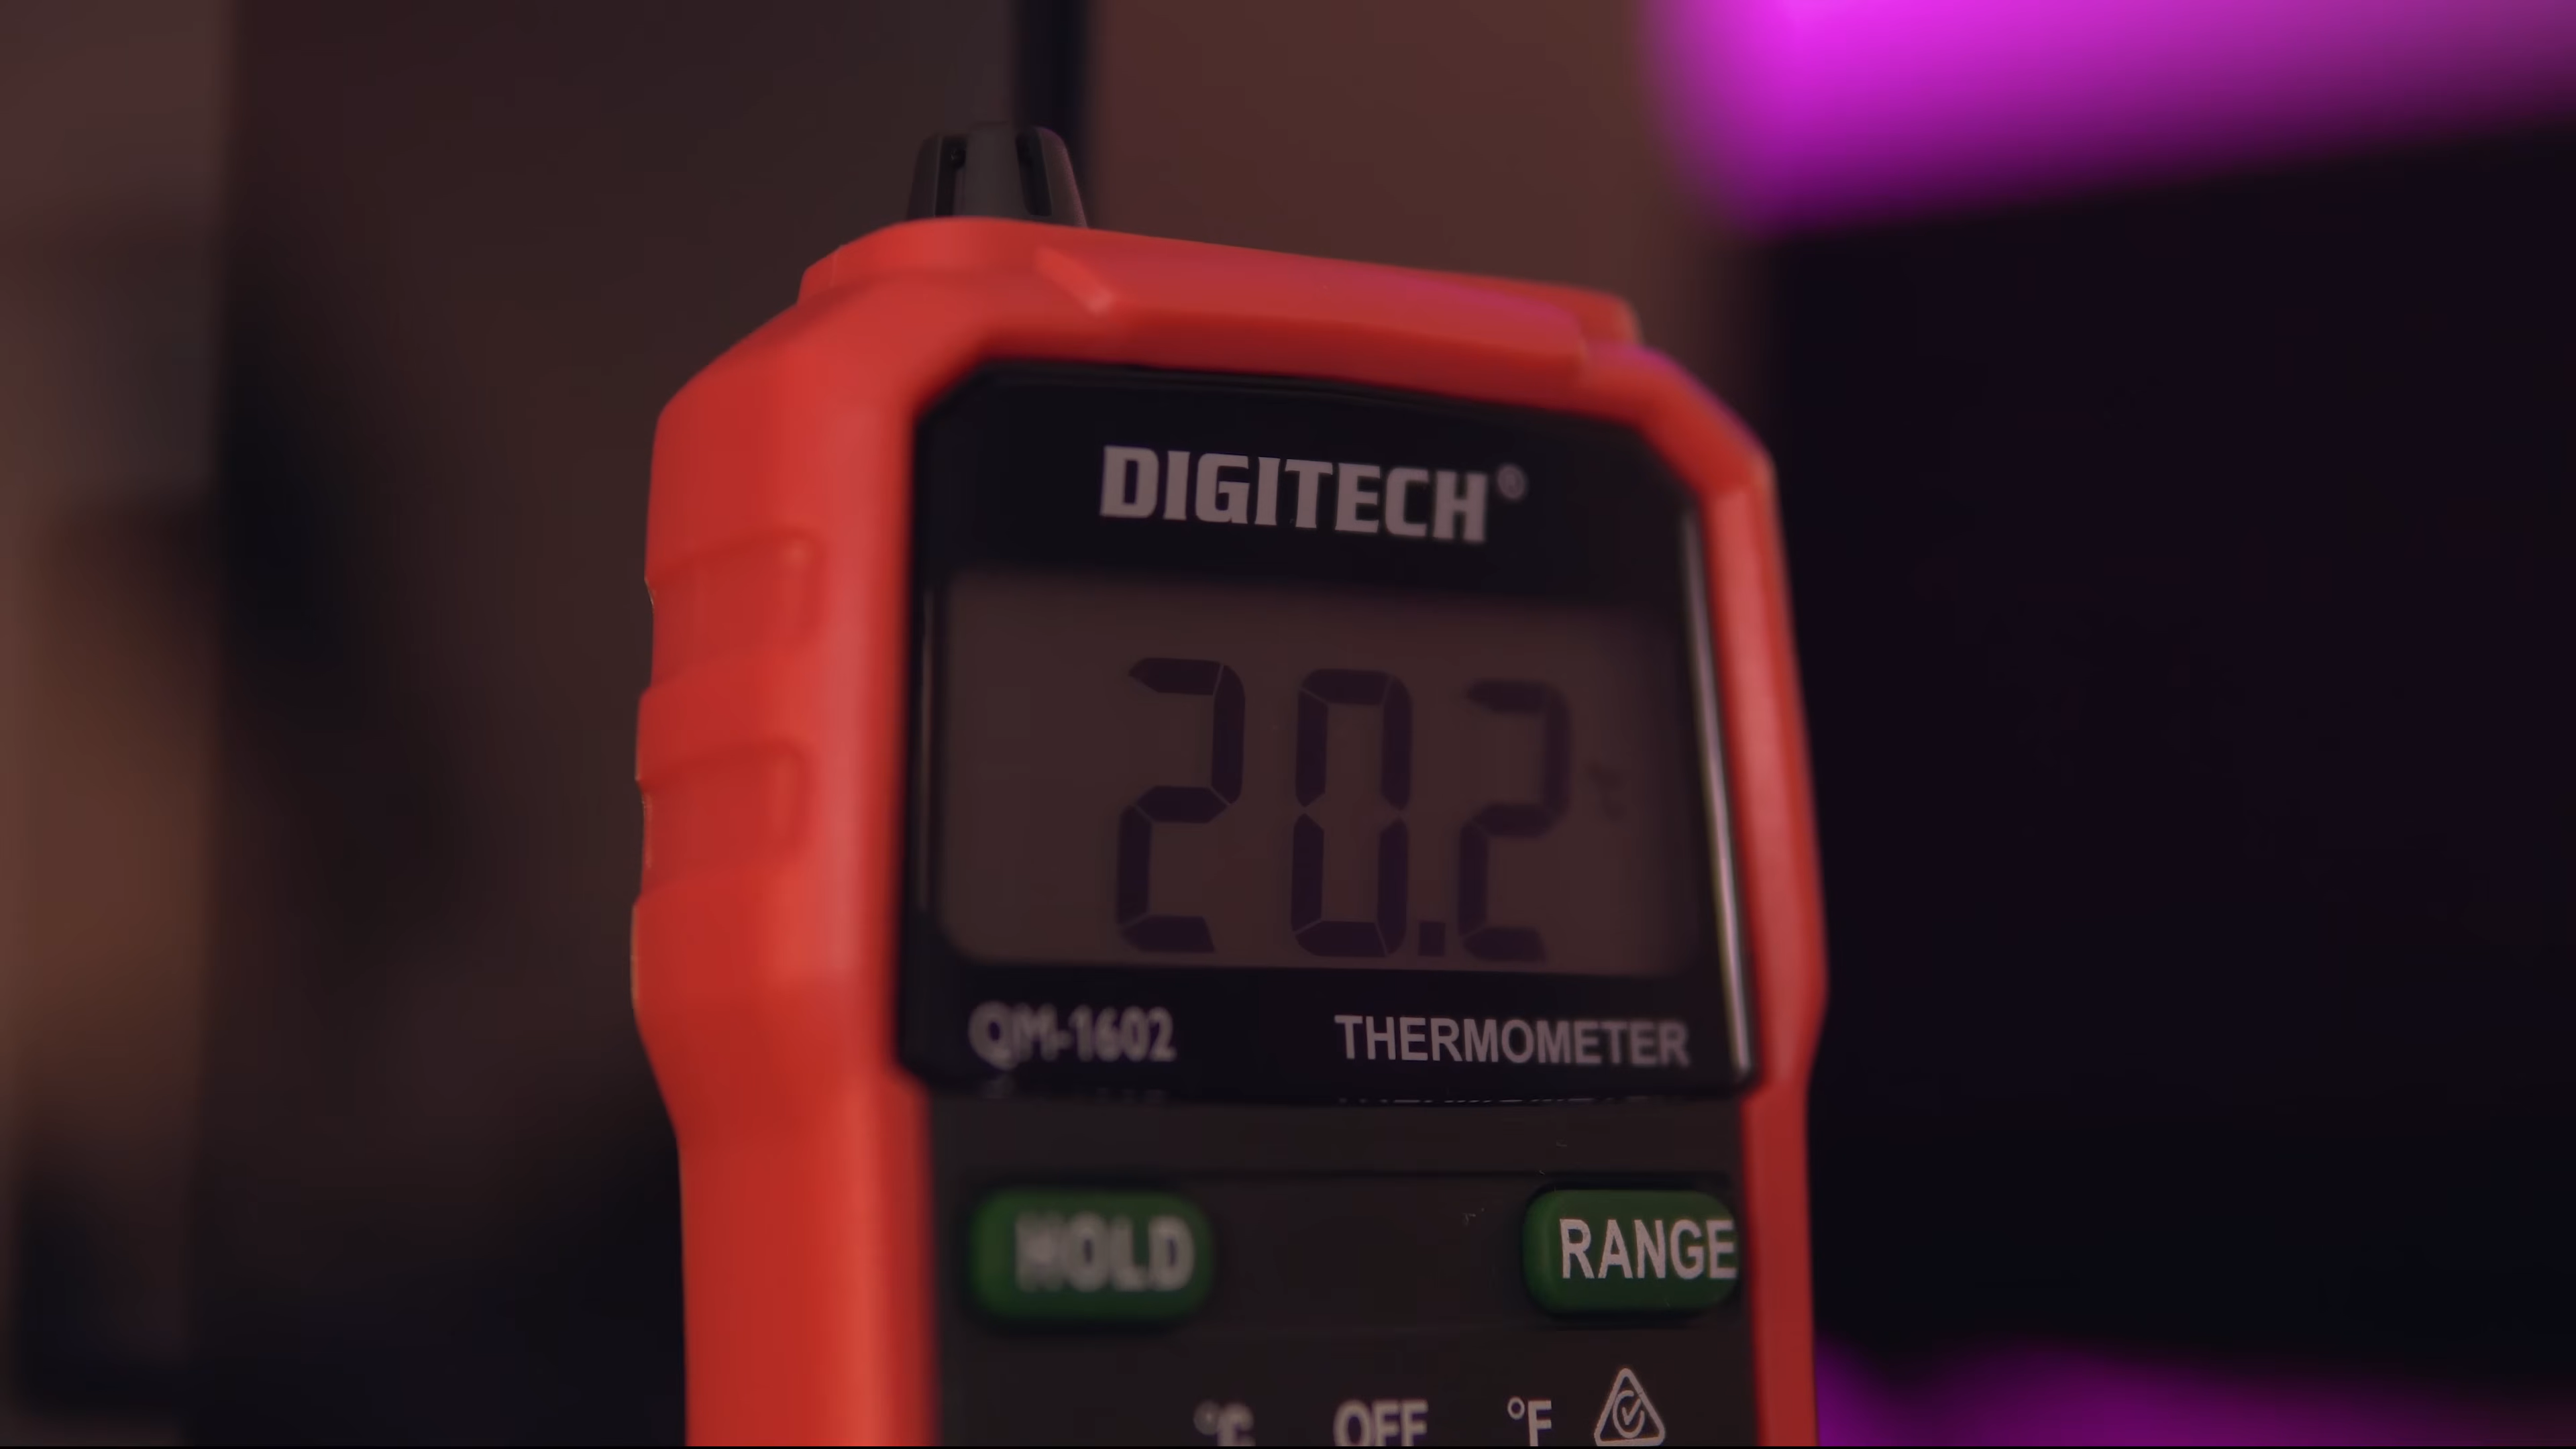 DIGITECH®
20.2 °C
QM-1602 THERMOMETER
HOLD RANGE
°C OFF °F